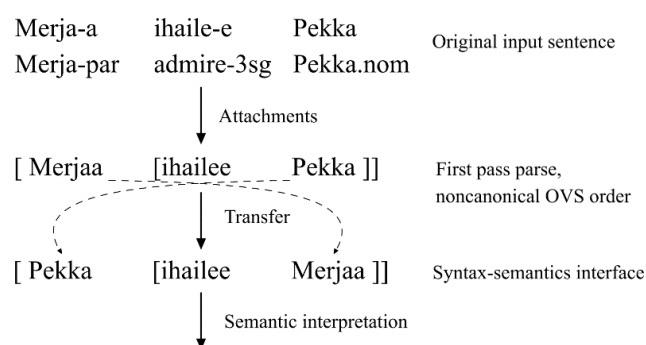 Merja-a ihaile-e Pekka
Merja-par admire-3sg Pekka.nom
Original input sentence
Attachments
[ Merjaa [ihailee Pekka ]]
First pass parse,
noncanonical OVS order
Transfer
[ Pekka [ihailee Merjaa ]]
Syntax-semantics interface
Semantic interpretation